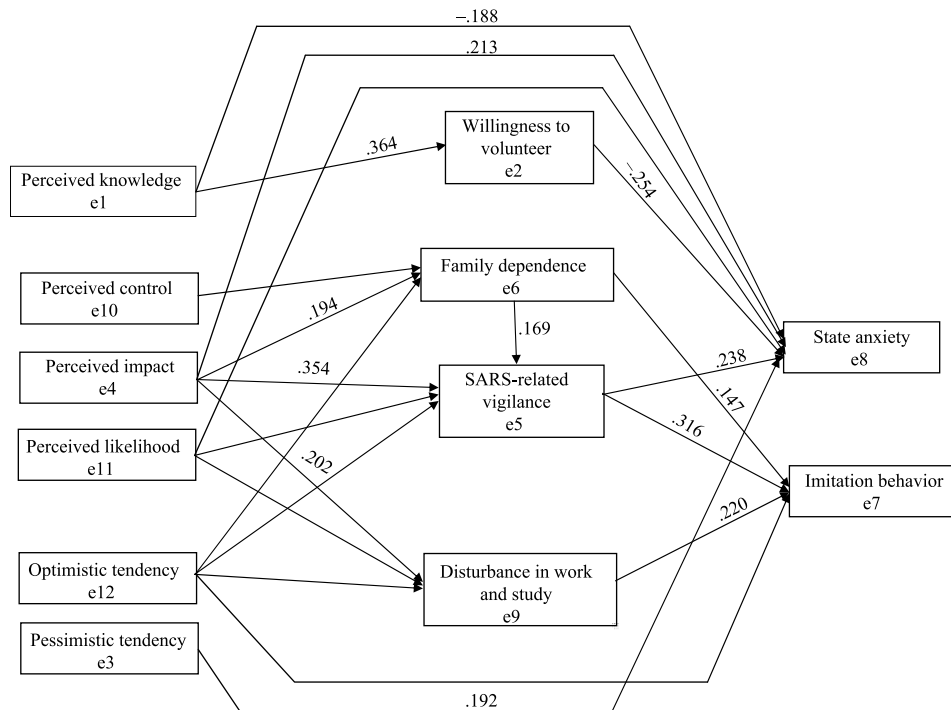 –.188
.213
Willingness to
volunteer
e2
.364
Perceived knowledge
e1
–.254
Family dependence
e6
Perceived control
e10
.194
.169
State anxiety
e8
Perceived impact
e4
.354
SARS-related
vigilance
e5
.238
.147
Perceived likelihood
e11
.202
.316
Imitation behavior
e7
.220
Optimistic tendency
e12
Disturbance in work
and study
e9
Pessimistic tendency
e3
.192